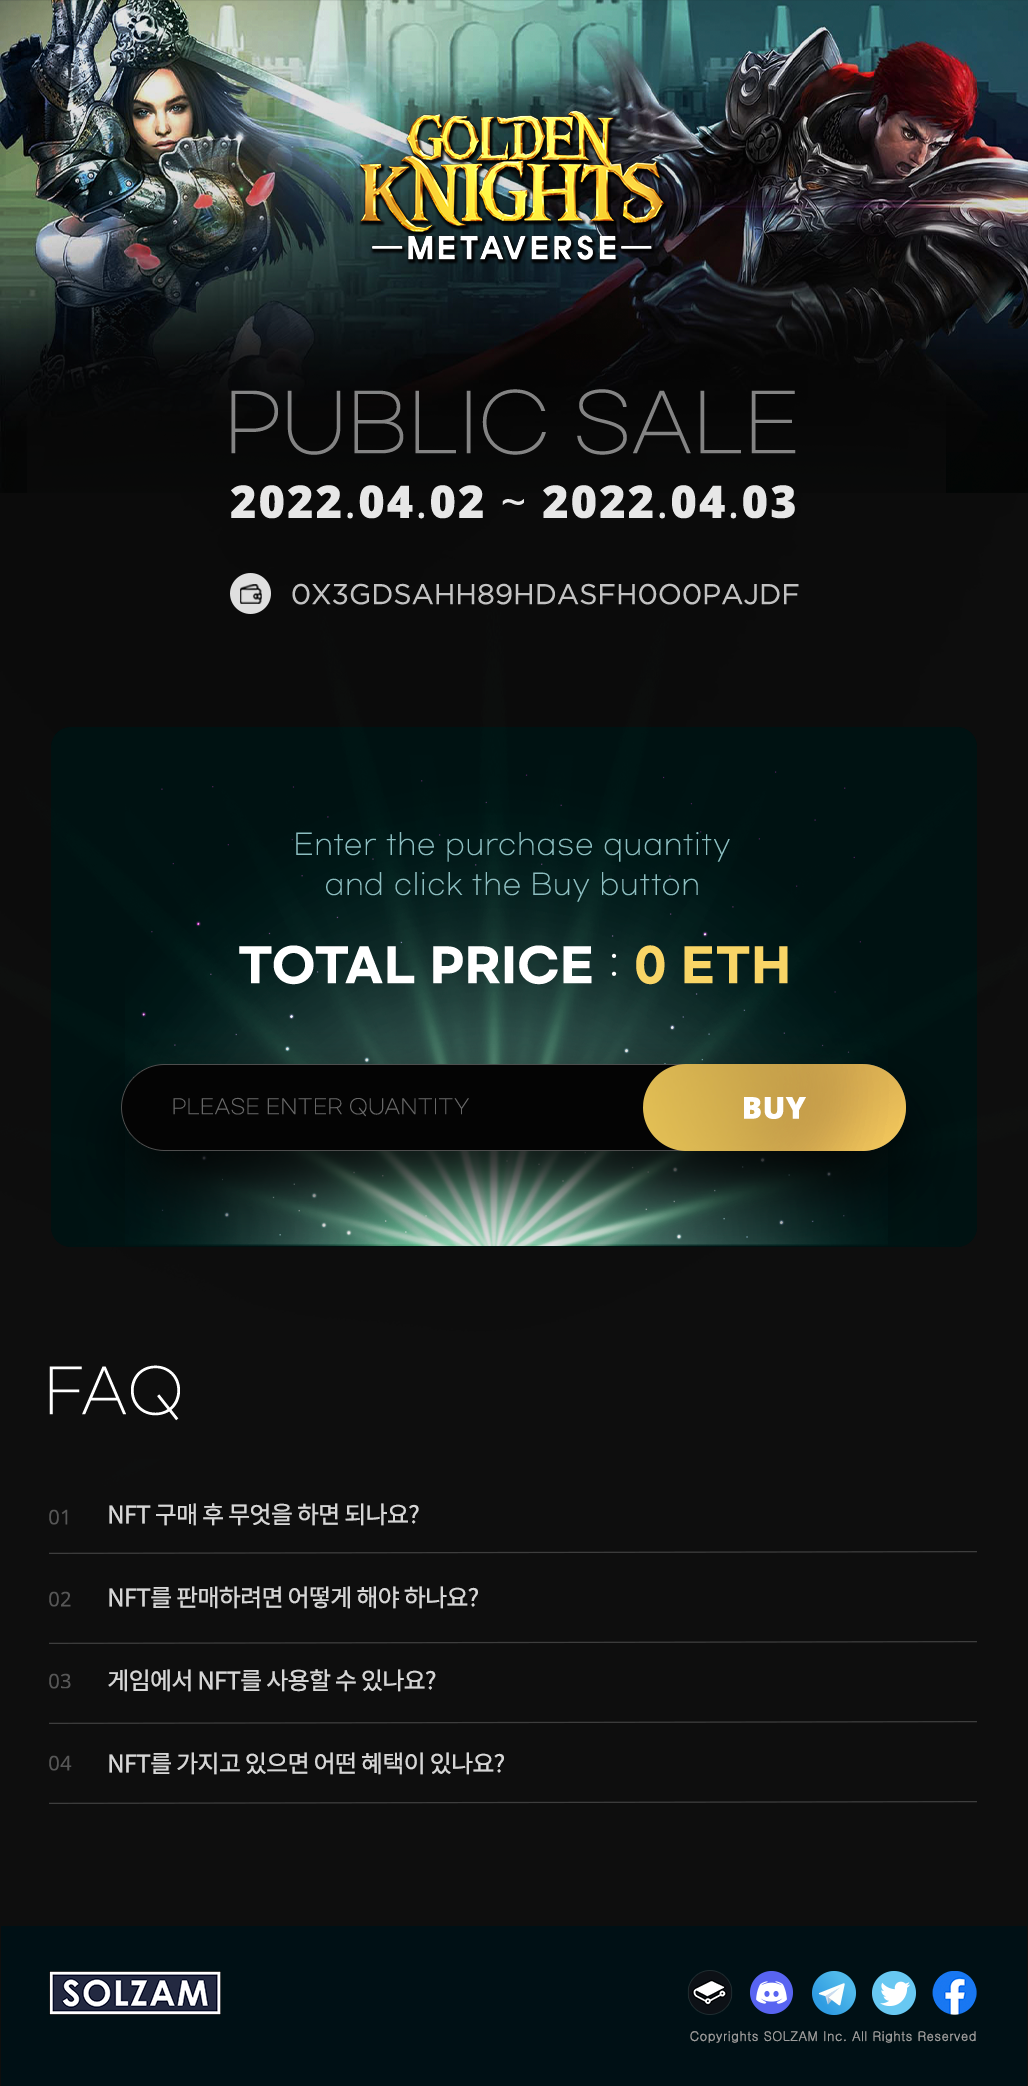 GOLDEN
KNIGHTS
METAVERSE
PUBLIC SALE
2022.04.02 ~ 2022.04.03
0X3GDSAHH89HDASFH0O0PAJDF
Enter the purchase quantity
and click the Buy button
TOTAL PRICE : 0 ETH
PLEASE ENTER QUANTITY
BUY
FAQ
01 NFT 구매 후 무엇을 하면 되나요?
02 NFT를 판매하려면 어떻게 해야 하나요?
03 게임에서 NFT를 사용할 수 있나요?
04 NFT를 가지고 있으면 어떤 혜택이 있나요?
SOLZAM
Copyrights SOLZAM Inc. All Rights Reserved